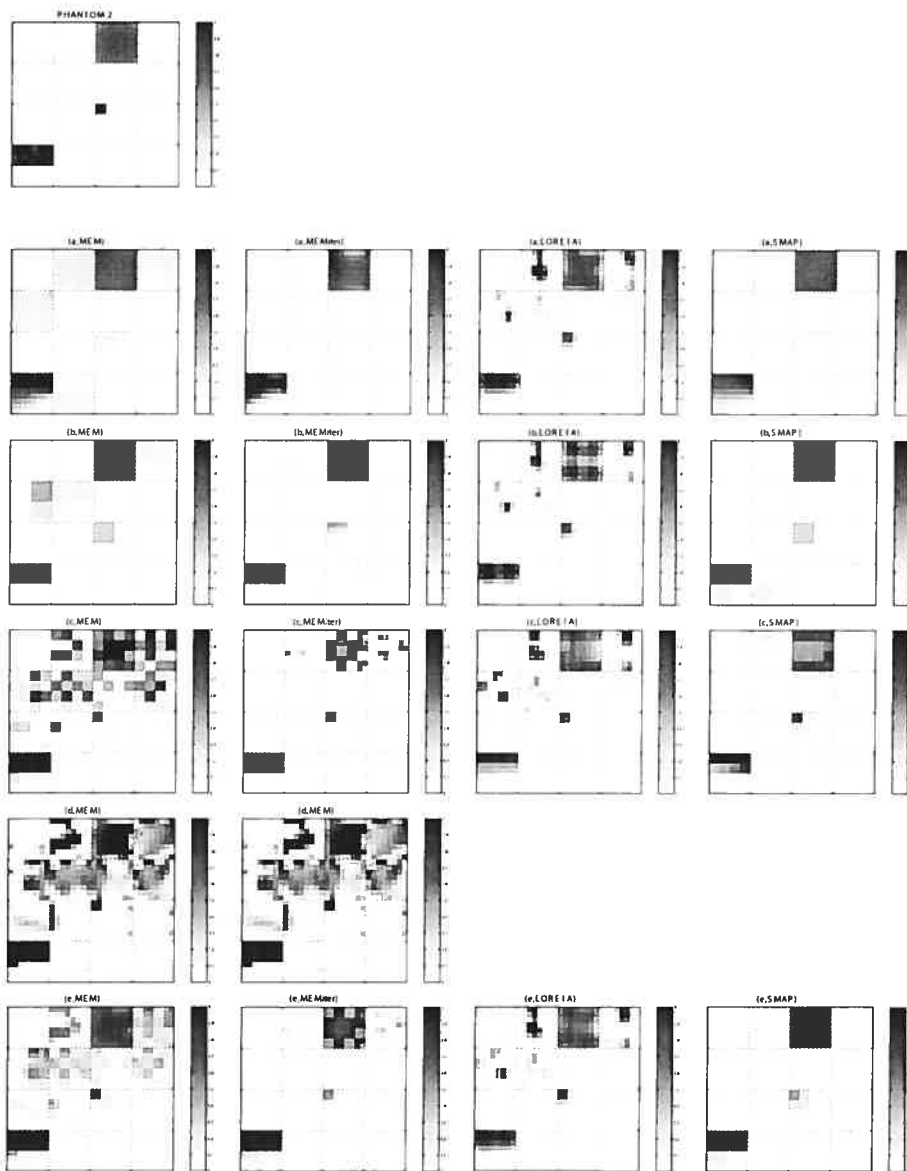 PHANTOM 2
(a,MEM)
(a,MEMiter)
(a,LORETA)
(a,SMAP)
(b,MEM)
(b,MEMiter)
(b,LORETA)
(b,SMAP)
(c,MEM)
(c,MEMiter)
(c,LORETA)
(c,SMAP)
(d,MEM)
(d,MEM)
(e,MEM)
(e,MEMiter)
(e,LORETA)
(e,SMAP)